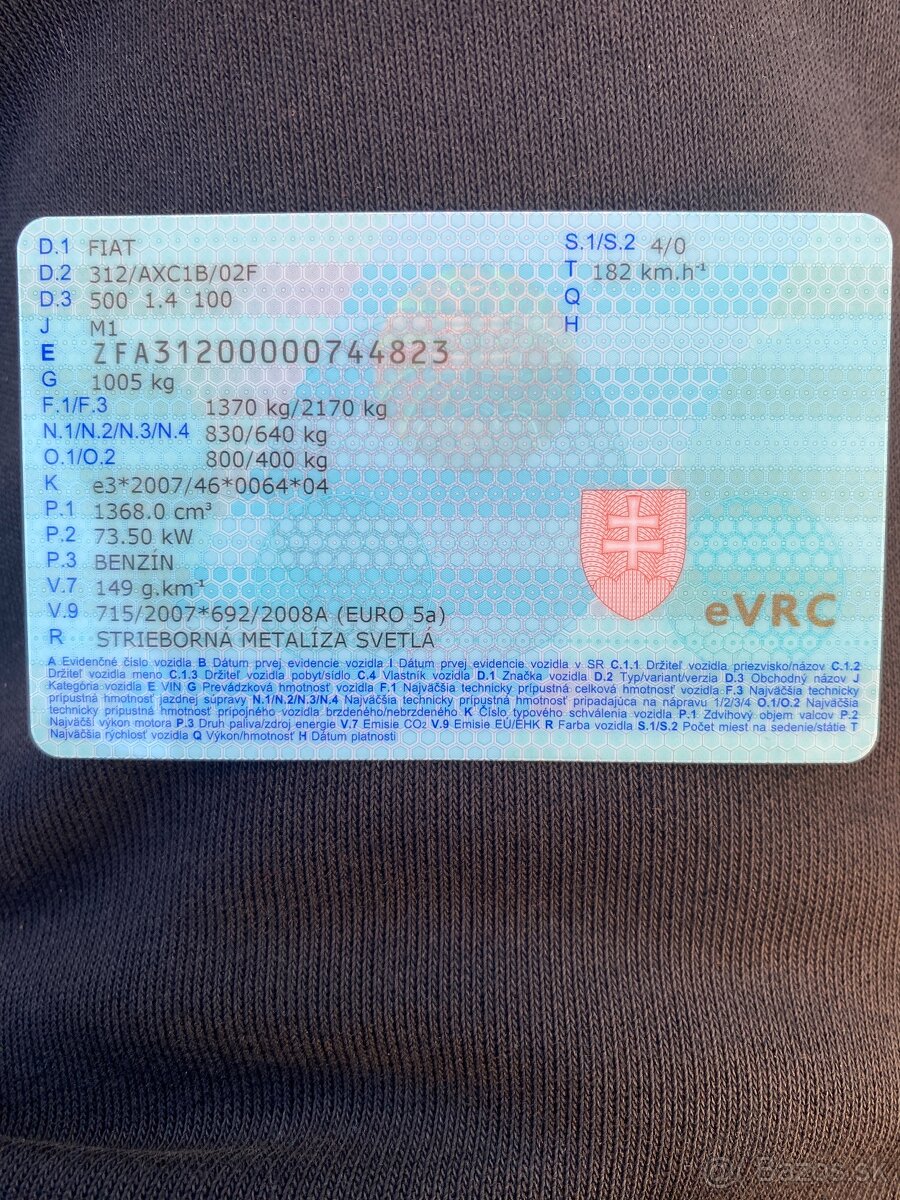 D.1 FIAT S.1/S.2 4/0
D.2 312/AXC1B/02F T 182 km.h⁻¹
D.3 500 1.4 100 Q
J M1 H
E ZFA31200000744823
G 1005 kg
F.1/F.3 1370 kg/2170 kg
N.1/N.2/N.3/N.4 830/640 kg
O.1/O.2 800/400 kg
K e3*2007/46*0064*04
P.1 1368.0 cm³
P.2 73.50 kW
P.3 BENZÍN
V.7 149 g.km⁻¹
V.9 715/2007*692/2008A (EURO 5a)
R STRIEBORNÁ METALÍZA SVETLÁ
eVRC
A Evidenčné číslo vozidla B Dátum prvej evidencie vozidla I Dátum prvej evidencie vozidla v SR C.1.1 Držiteľ vozidla priezvisko/názov C.1.2
Držiteľ vozidla meno C.1.3 Držiteľ vozidla pobyt/sídlo C.4 Vlastník vozidla D.1 Značka vozidla D.2 Typ/variant/verzia D.3 Obchodný názov J
Kategória vozidla E VIN G Prevádzková hmotnosť vozidla F.1 Najväčšia technicky prípustná celková hmotnosť vozidla F.3 Najväčšia technicky
prípustná hmotnosť jazdnej súpravy N.1/N.2/N.3/N.4 Najväčšia technicky prípustná hmotnosť pripadajúca na nápravu 1/2/3/4 O.1/O.2 Najväčšia
technicky prípustná hmotnosť prípojného vozidla brzdeného/nebrzdeného K Číslo typového schválenia vozidla P.1 Zdvihový objem valcov P.2
Najväčší výkon motora P.3 Druh paliva/zdroj energie V.7 Emisie CO2 V.9 Emisie EÚ/EHK R Farba vozidla S.1/S.2 Počet miest na sedenie/státie T
Najväčšia rýchlosť vozidla Q Výkon/hmotnosť H Dátum platnosti
Bazos.sk